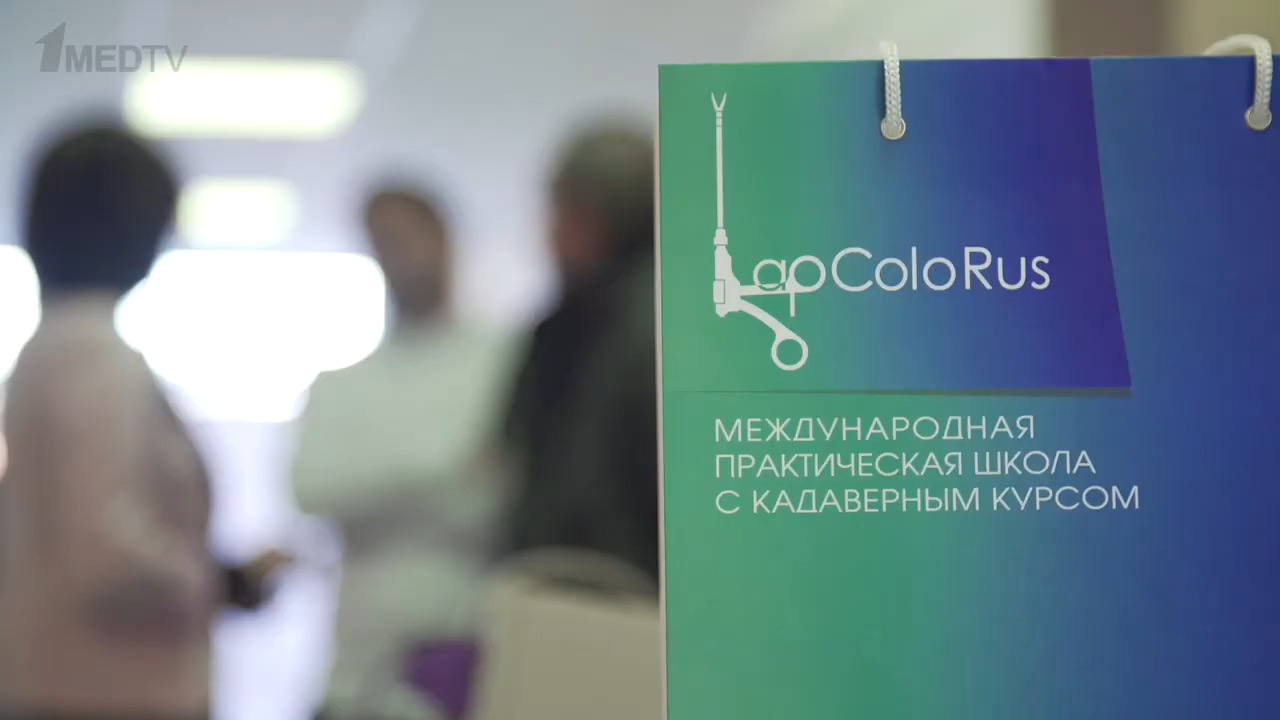 1MEDTV
LapColoRus
МЕЖДУНАРОДНАЯ
ПРАКТИЧЕСКАЯ ШКОЛА
С КАДАВЕРНЫМ КУРСОМ